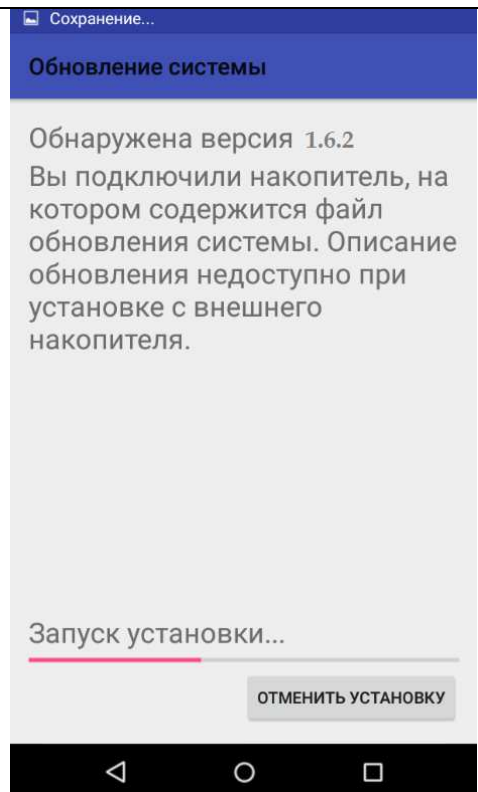 Сохранение...
Обновление системы
Обнаружена версия 1.6.2
Вы подключили накопитель, на
котором содержится файл
обновления системы. Описание
обновления недоступно при
установке с внешнего
накопителя.
Запуск установки...
ОТМЕНИТЬ УСТАНОВКУ